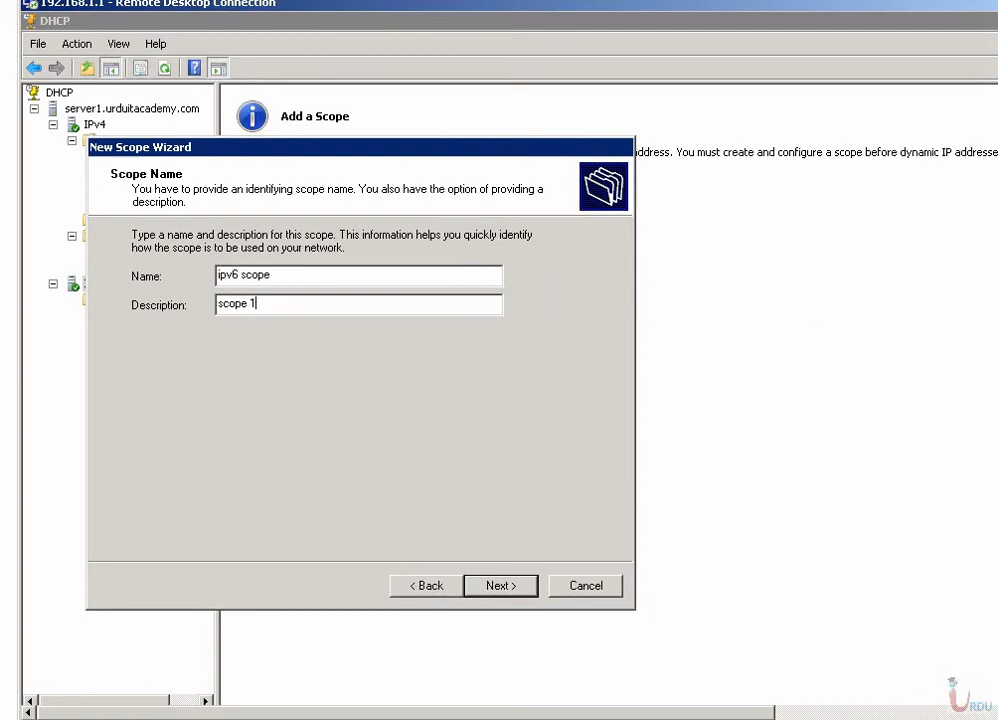 192.168.1.1 - Remote Desktop Connection
DHCP
File Action View Help
DHCP
server1.urduitacademy.com
IPv4
Add a Scope
address. You must create and configure a scope before dynamic IP addresse
New Scope Wizard
Scope Name
You have to provide an identifying scope name. You also have the option of providing a
description.
Type a name and description for this scope. This information helps you quickly identify
how the scope is to be used on your network.
Name: ipv6 scope
Description: scope 1
< Back Next > Cancel
URDU